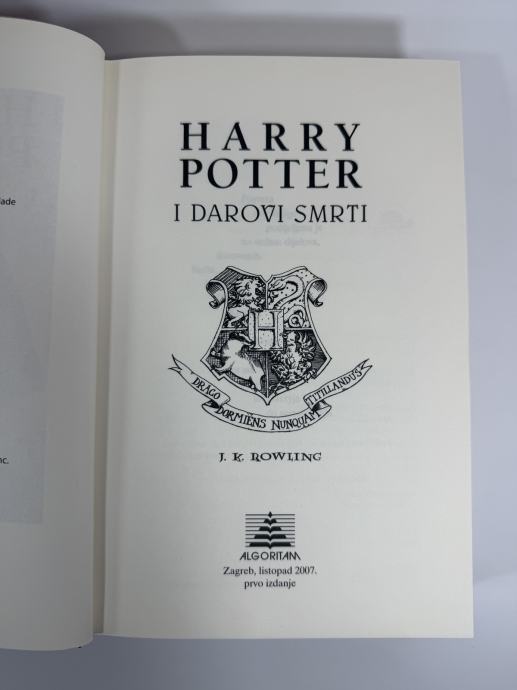 HARRY
POTTER
I DAROVI SMRTI
H
DRACO
DORMIENS NUNQUAM
TITILLANDUS
J. K. ROWLING
ALGORITAM
Zagreb, listopad 2007.
prvo izdanje